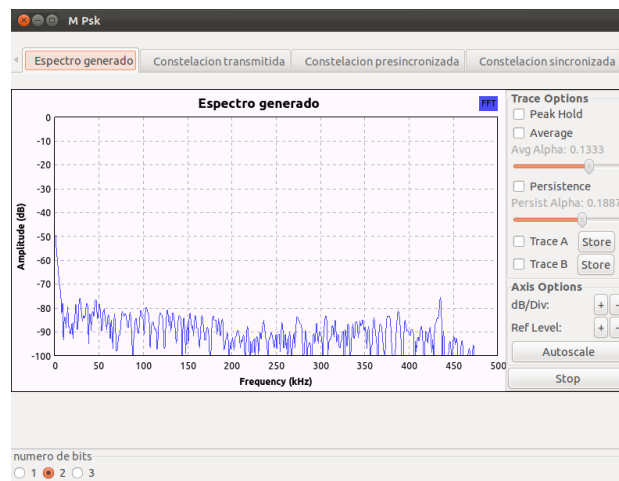 M Psk
Espectro generado
Constelacion transmitida
Constelacion presincronizada
Constelacion sincronizada
Espectro generado
FFT
Amplitude (dB)
0
-10
-20
-30
-40
-50
-60
-70
-80
-90
-100
0 50 100 150 200 250 300 350 400 450 500
Frequency (kHz)
Trace Options
Peak Hold
Average
Avg Alpha: 0.1333
Persistence
Persist Alpha: 0.1887
Trace A Store
Trace B Store
Axis Options
dB/Div: + -
Ref Level: + -
Autoscale
Stop
numero de bits
1 2 3